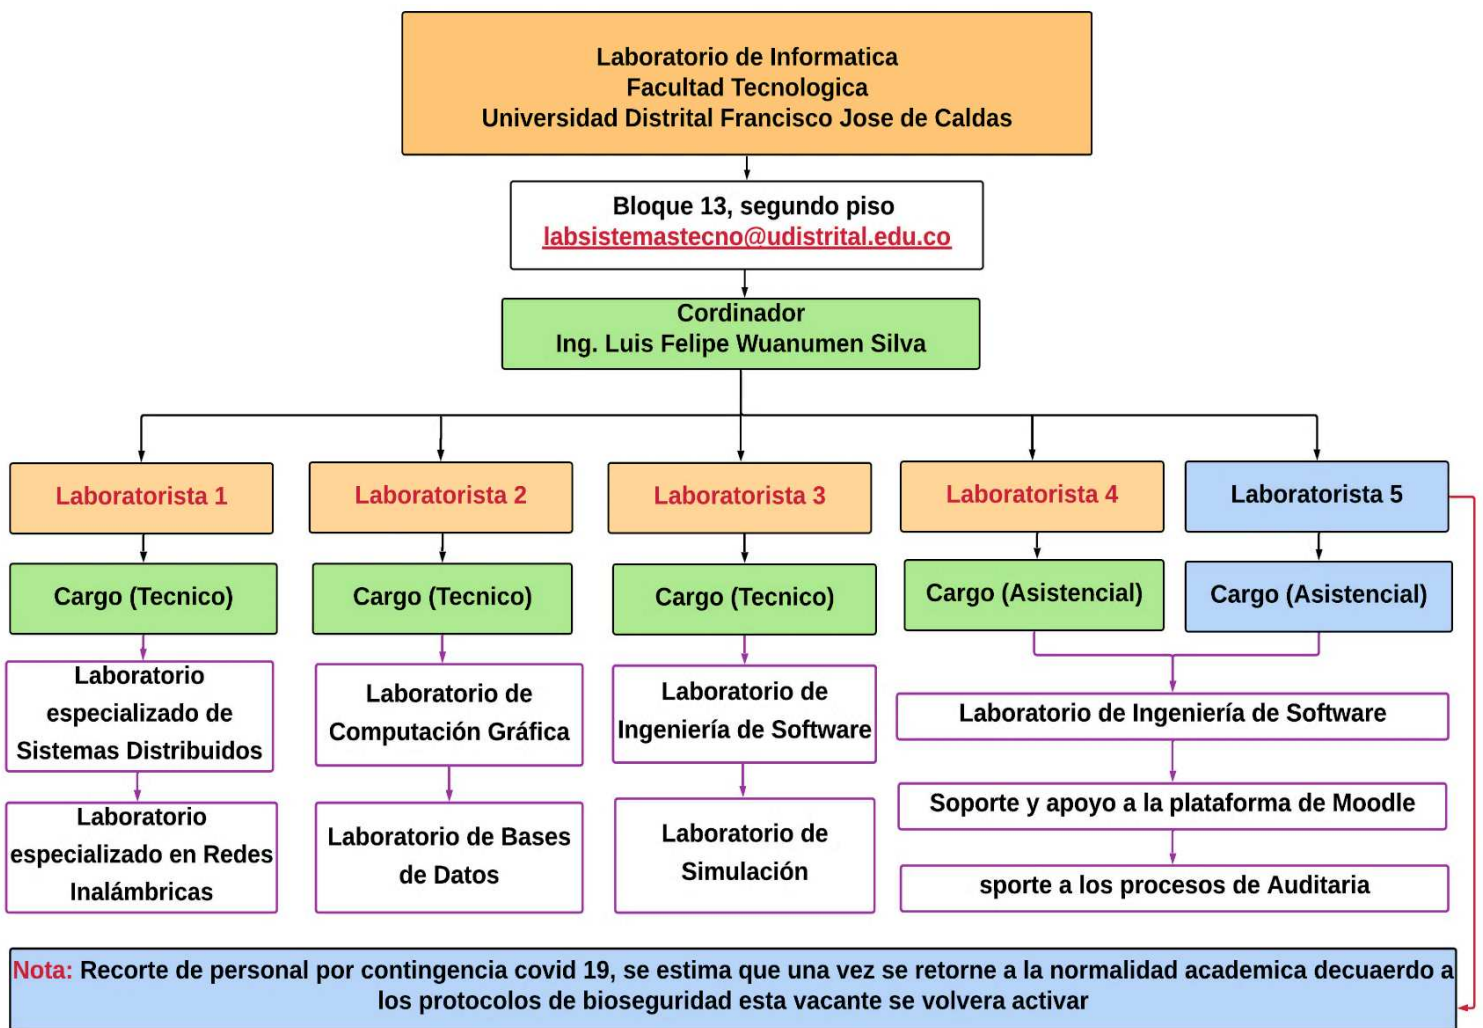 Laboratorio de Informatica
Facultad Tecnologica
Universidad Distrital Francisco Jose de Caldas
Bloque 13, segundo piso
labsistemastecno@udistrital.edu.co
Cordinador
Ing. Luis Felipe Wuanumen Silva
Laboratorista 1
Laboratorista 2
Laboratorista 3
Laboratorista 4
Laboratorista 5
Cargo (Tecnico)
Cargo (Tecnico)
Cargo (Tecnico)
Cargo (Asistencial)
Cargo (Asistencial)
Laboratorio
especializado de
Sistemas Distribuidos
Laboratorio de
Computación Gráfica
Laboratorio de
Ingeniería de Software
Laboratorio de Ingeniería de Software
Laboratorio
especializado en Redes
Inalámbricas
Laboratorio de Bases
de Datos
Laboratorio de
Simulación
Soporte y apoyo a la plataforma de Moodle
sporte a los procesos de Auditaria
Nota: Recorte de personal por contingencia covid 19, se estima que una vez se retorne a la normalidad academica decuaerdo a
los protocolos de bioseguridad esta vacante se volvera activar